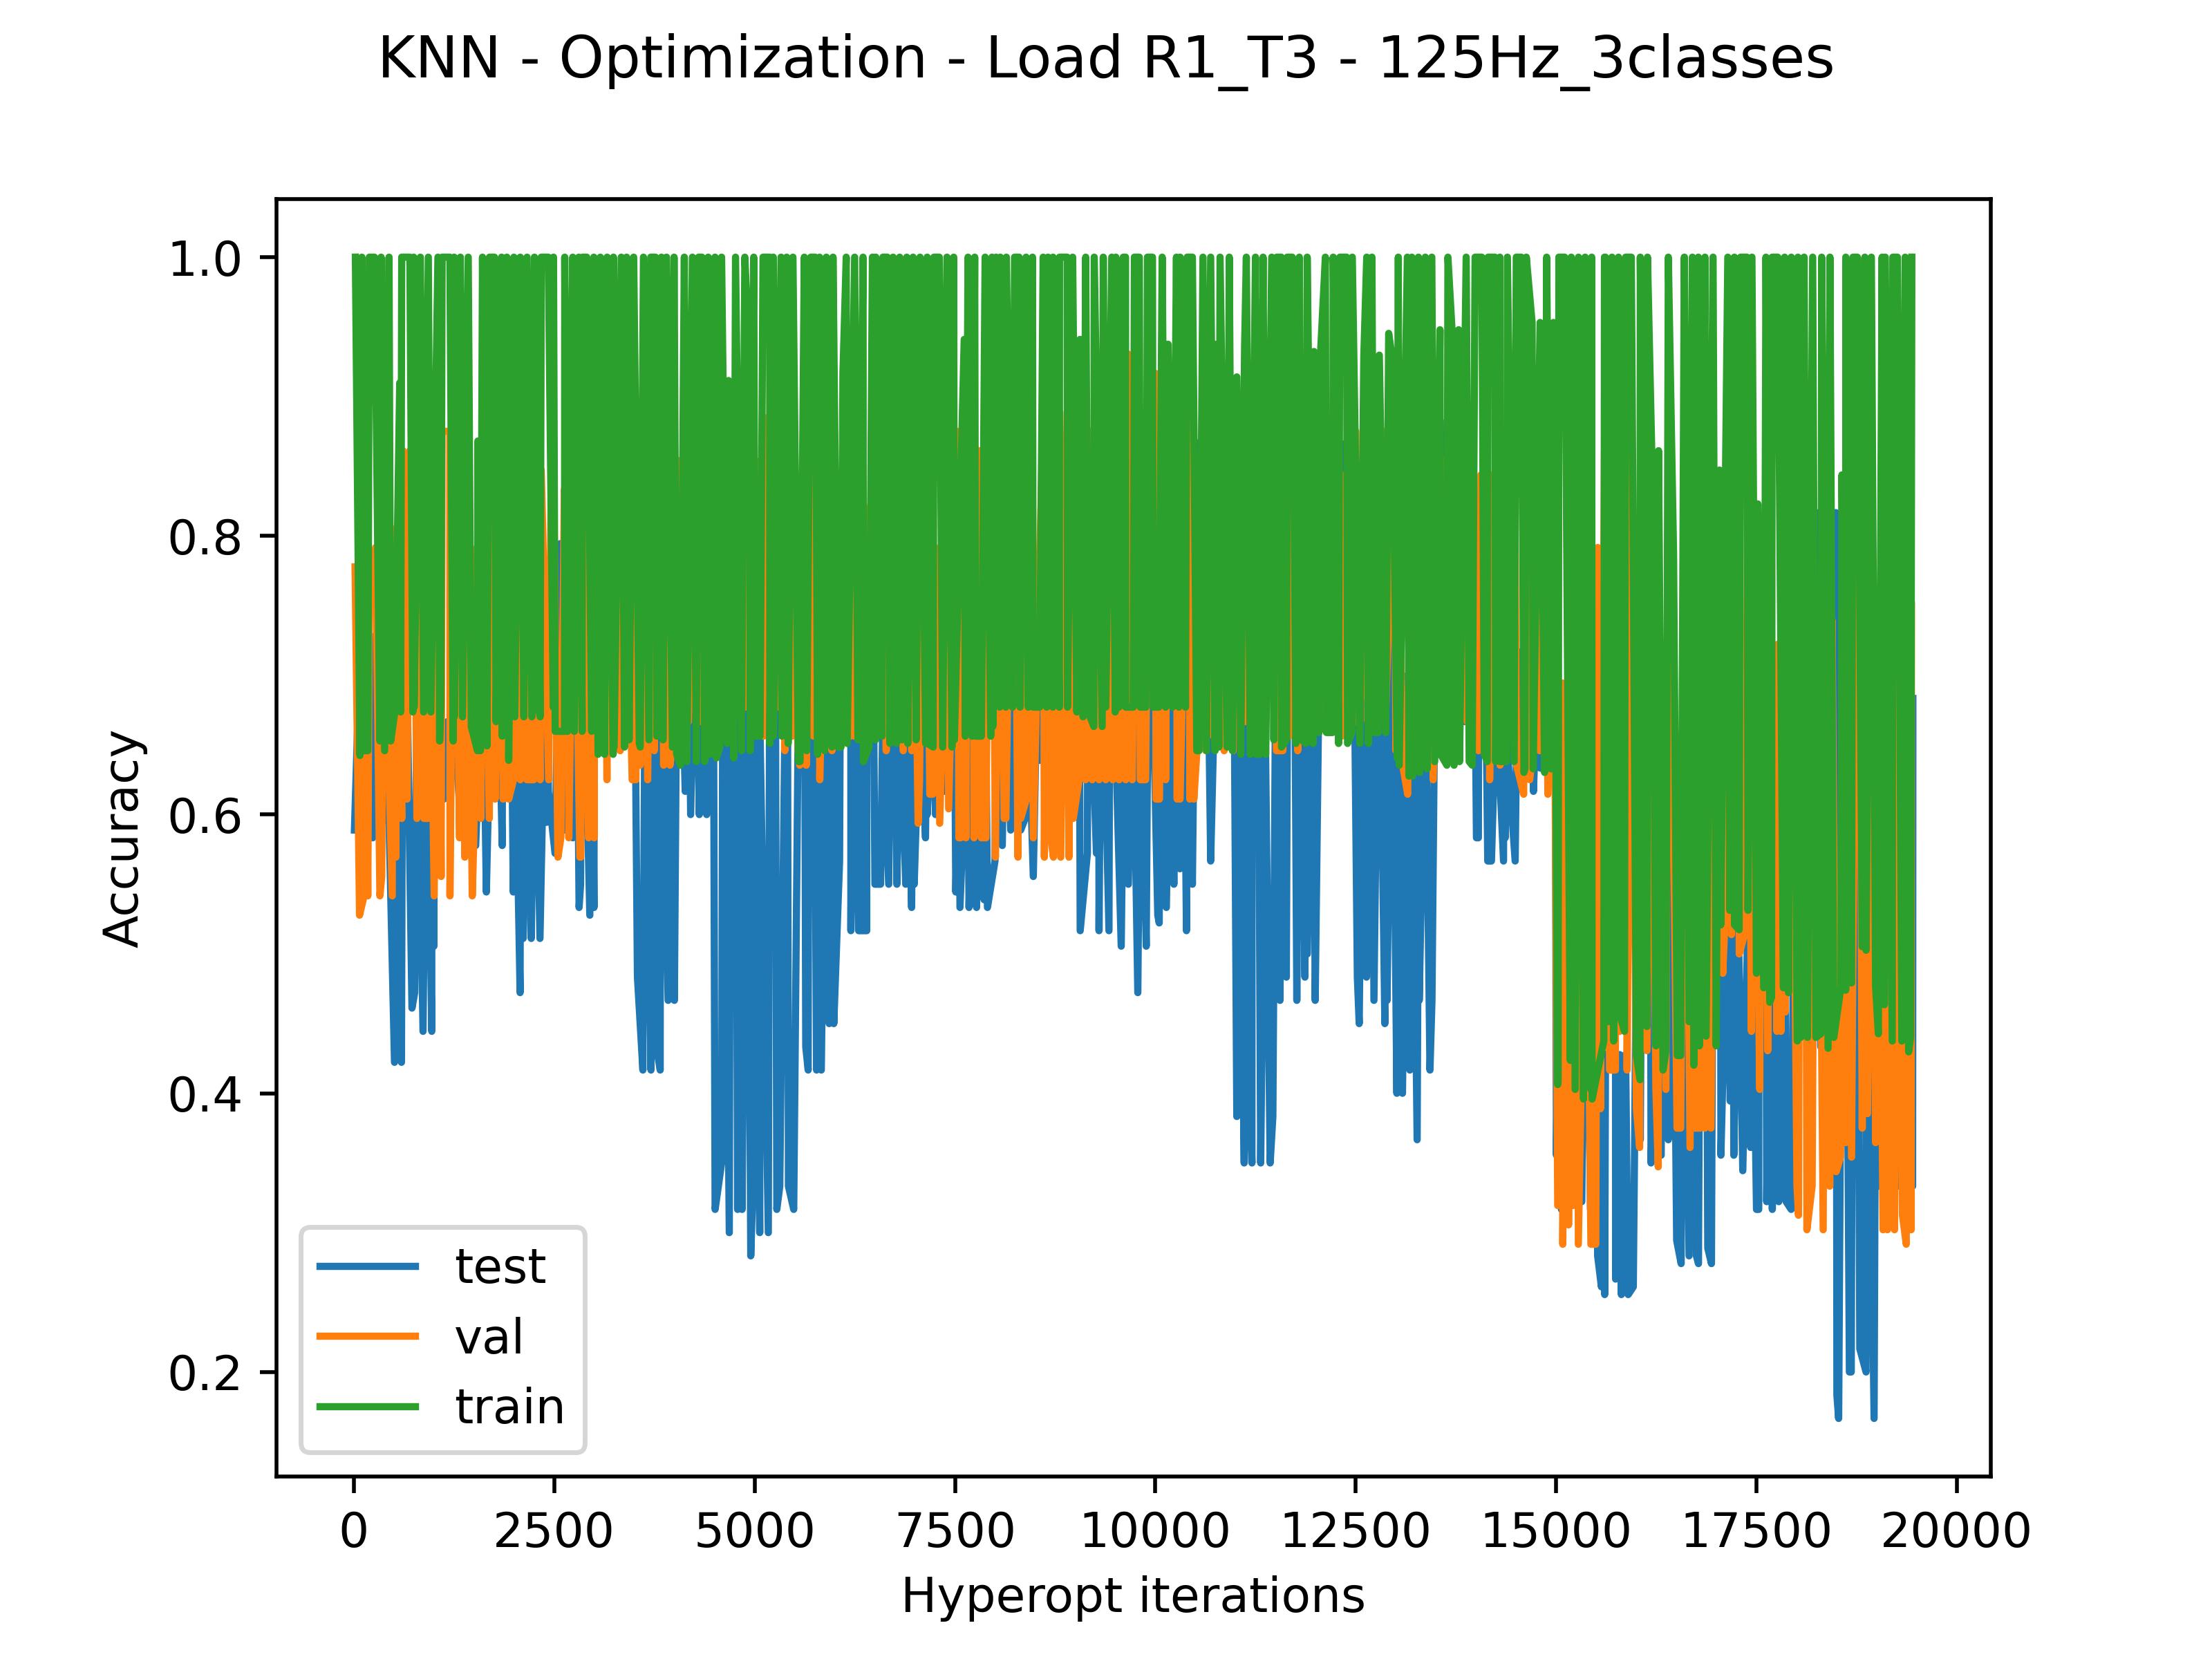 KNN - Optimization - Load R1_T3 - 125Hz_3classes
1.0
0.8
0.6
0.4
0.2
Accuracy
test
val
train
0 2500 5000 7500 10000 12500 15000 17500 20000
Hyperopt iterations